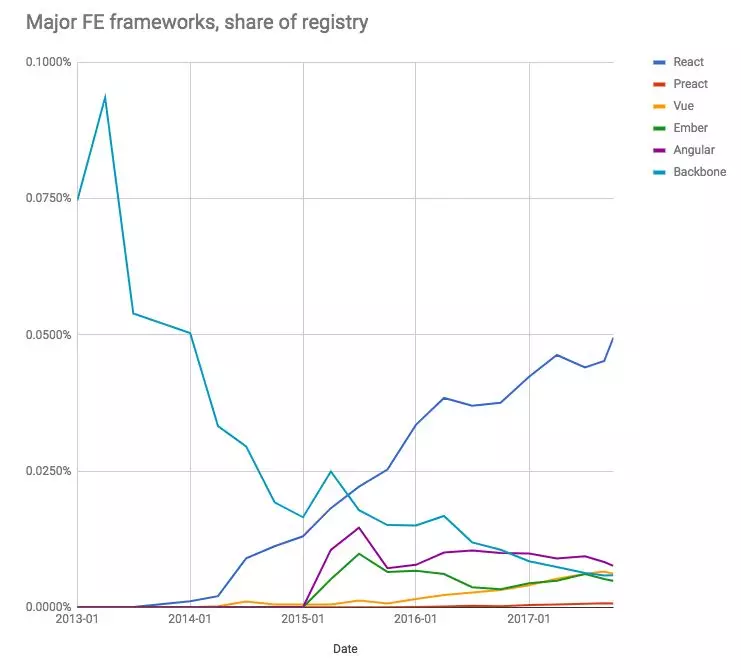 Major FE frameworks, share of registry
0.1000%
0.0750%
0.0500%
0.0250%
0.0000%
2013-01
2014-01
2015-01
2016-01
2017-01
Date
React
Preact
Vue
Ember
Angular
Backbone